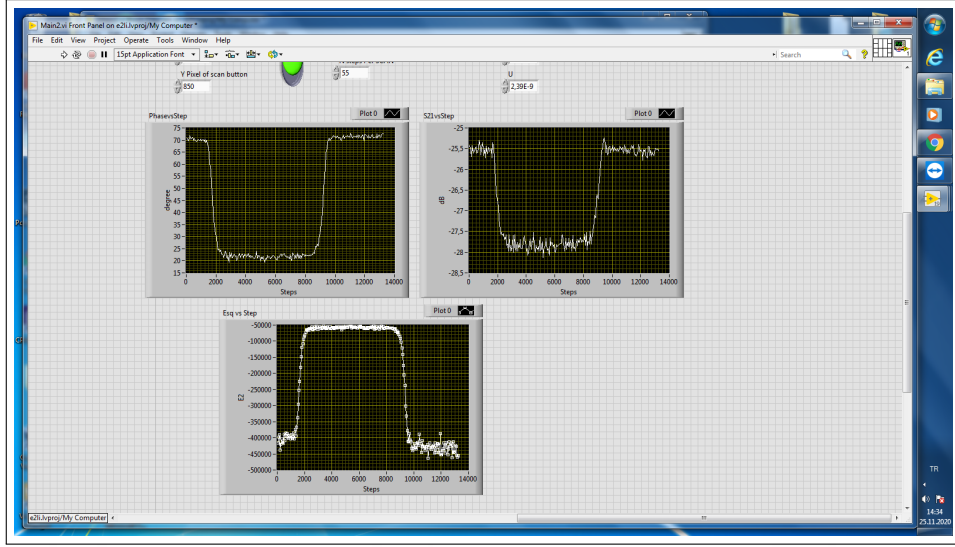 Main2.vi Front Panel on e2li.lvproj/My Computer *
File Edit View Project Operate Tools Window Help
15pt Application Font
Search
Y Pixel of scan button
850
55
U
2,39E-9
PhasevsStep
Plot 0
75
70
65
60
55
50
45
40
35
30
25
20
15
degree
0 2000 4000 6000 8000 10000 12000 14000
Steps
SZ1vsStep
Plot 0
-25
-25,5
-26
-26,5
-27
-27,5
-28
-28,5
dB
0 2000 4000 6000 8000 10000 12000 14000
Steps
Esq vs Step
Plot 0
-50000
-100000
-150000
-200000
-250000
-300000
-350000
-400000
-450000
-500000
E2
0 2000 4000 6000 8000 10000 12000 14000
Steps
e2li.lvproj/My Computer
TR
14:34
25.11.2020